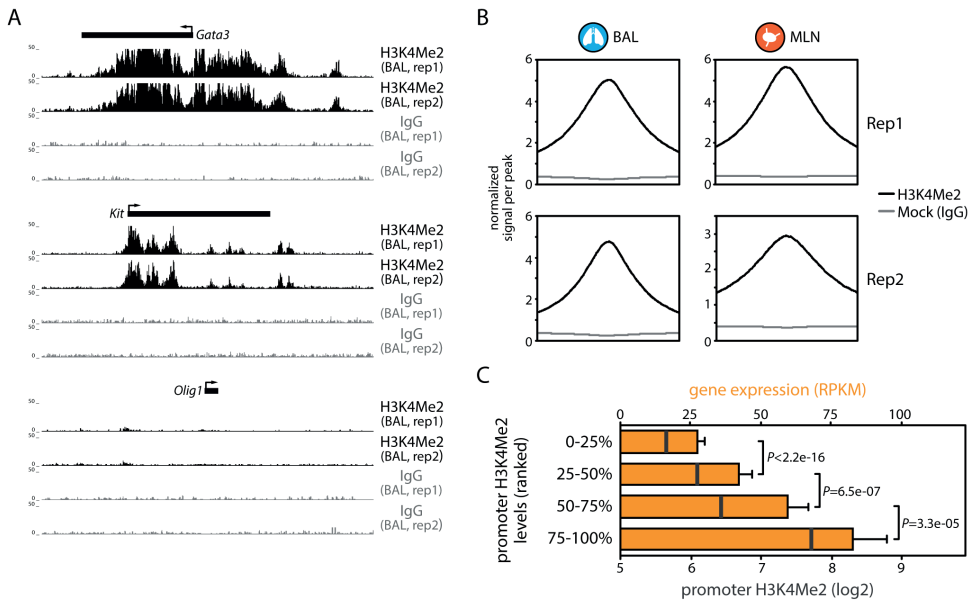 A
Gata3
50
0
H3K4Me2
(BAL, rep1)
50
0
H3K4Me2
(BAL, rep2)
50
0
IgG
(BAL, rep1)
50
0
IgG
(BAL, rep2)
Kit
50
0
H3K4Me2
(BAL, rep1)
50
0
H3K4Me2
(BAL, rep2)
50
0
IgG
(BAL, rep1)
50
0
IgG
(BAL, rep2)
Olig1
50
0
H3K4Me2
(BAL, rep1)
50
0
H3K4Me2
(BAL, rep2)
50
0
IgG
(BAL, rep1)
50
0
IgG
(BAL, rep2)
B
BAL
MLN
normalized
signal per peak
6
4
2
0
6
4
2
0
Rep1
6
4
2
0
3
2
1
0
Rep2
H3K4Me2
Mock (IgG)
C
gene expression (RPKM)
0 25 50 75 100
promoter H3K4Me2
levels (ranked)
0-25%
25-50%
50-75%
75-100%
P<2.2e-16
P=6.5e-07
P=3.3e-05
5 6 7 8 9
promoter H3K4Me2 (log2)